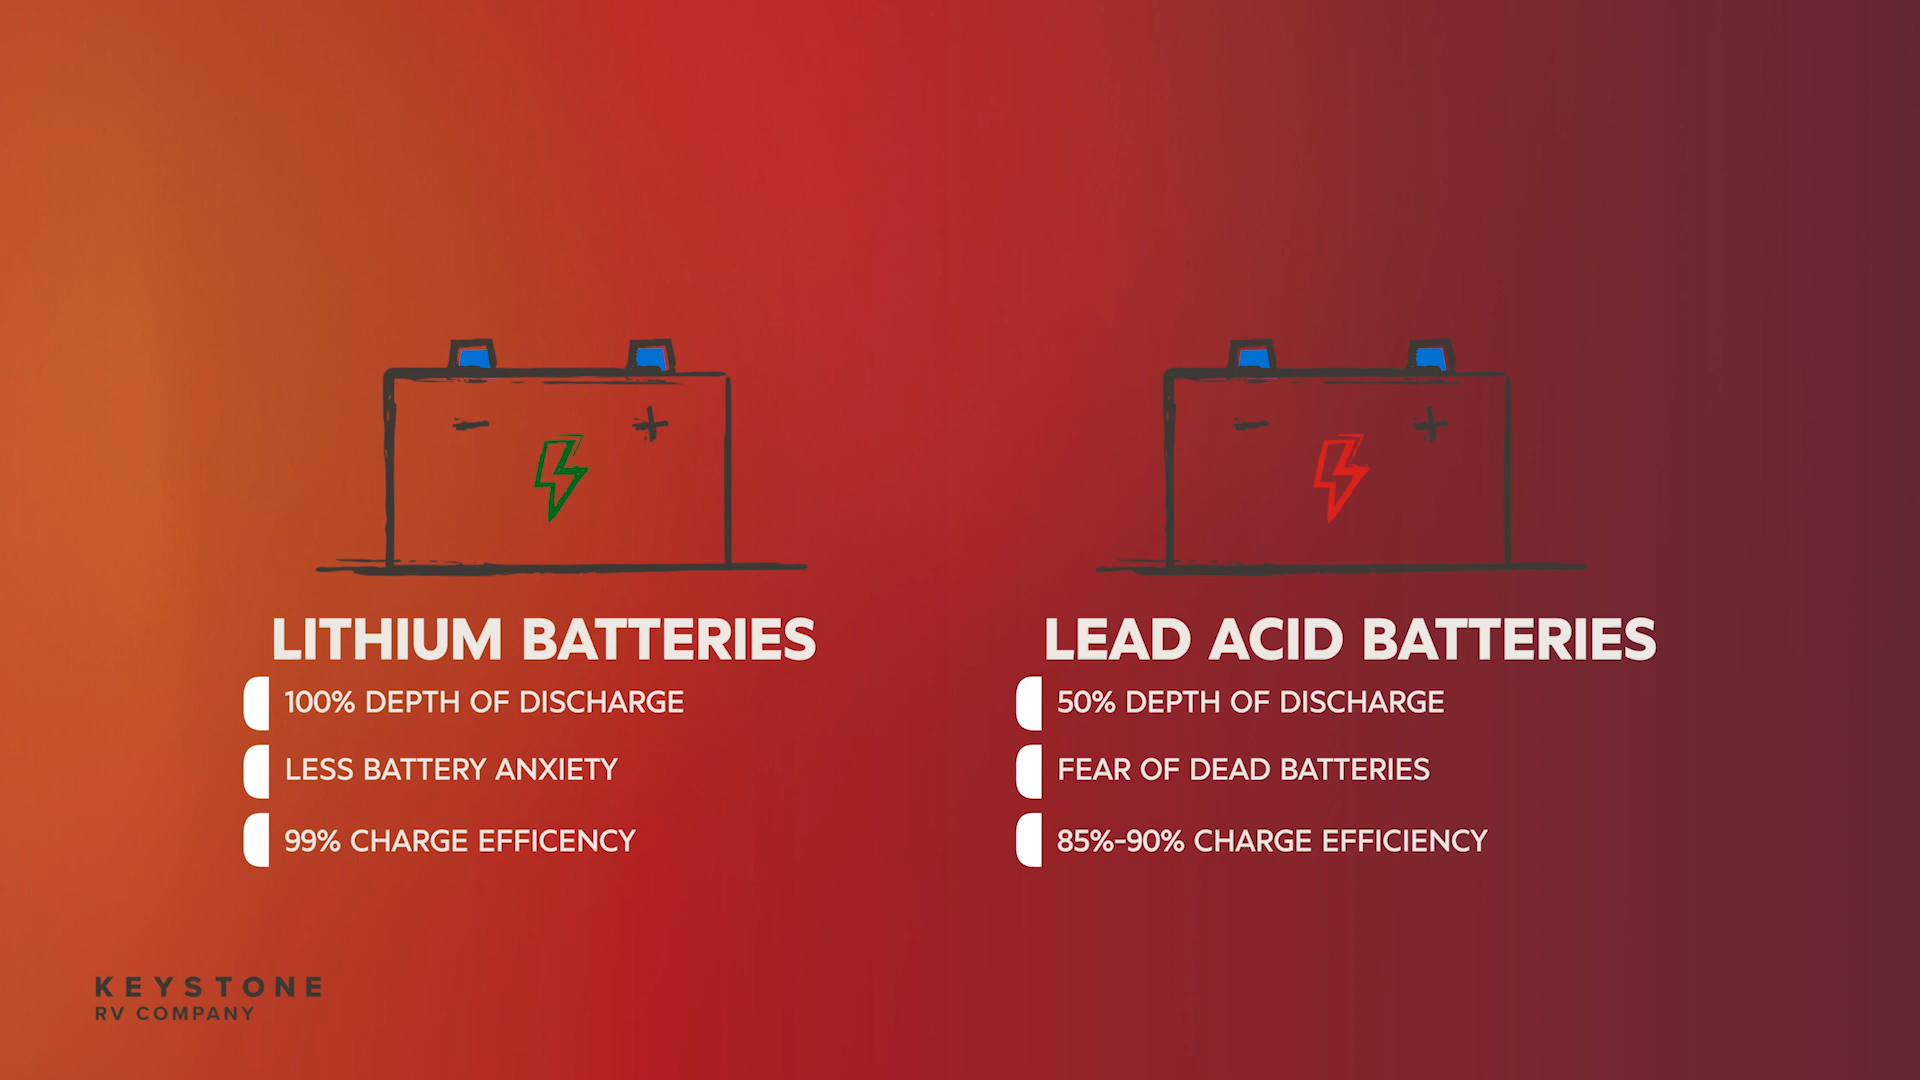 LITHIUM BATTERIES
100% DEPTH OF DISCHARGE
LESS BATTERY ANXIETY
99% CHARGE EFFICENCY
LEAD ACID BATTERIES
50% DEPTH OF DISCHARGE
FEAR OF DEAD BATTERIES
85%-90% CHARGE EFFICIENCY
KEYSTONE
RV COMPANY